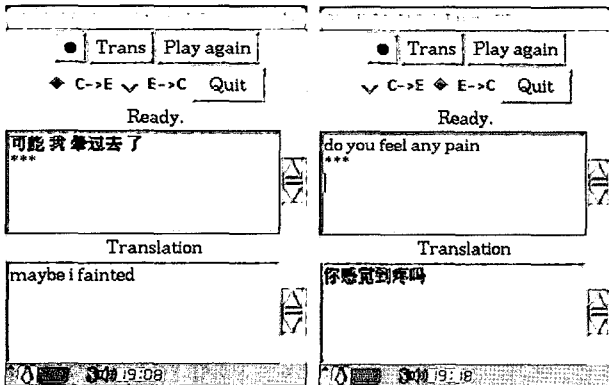 Trans Play again
C->E E->C Quit
Ready.
可能 我 晕过去 了
***
Translation
maybe i fainted
19:08
Trans Play again
C->E E->C Quit
Ready.
do you feel any pain
***
Translation
你感觉到疼吗
19:18